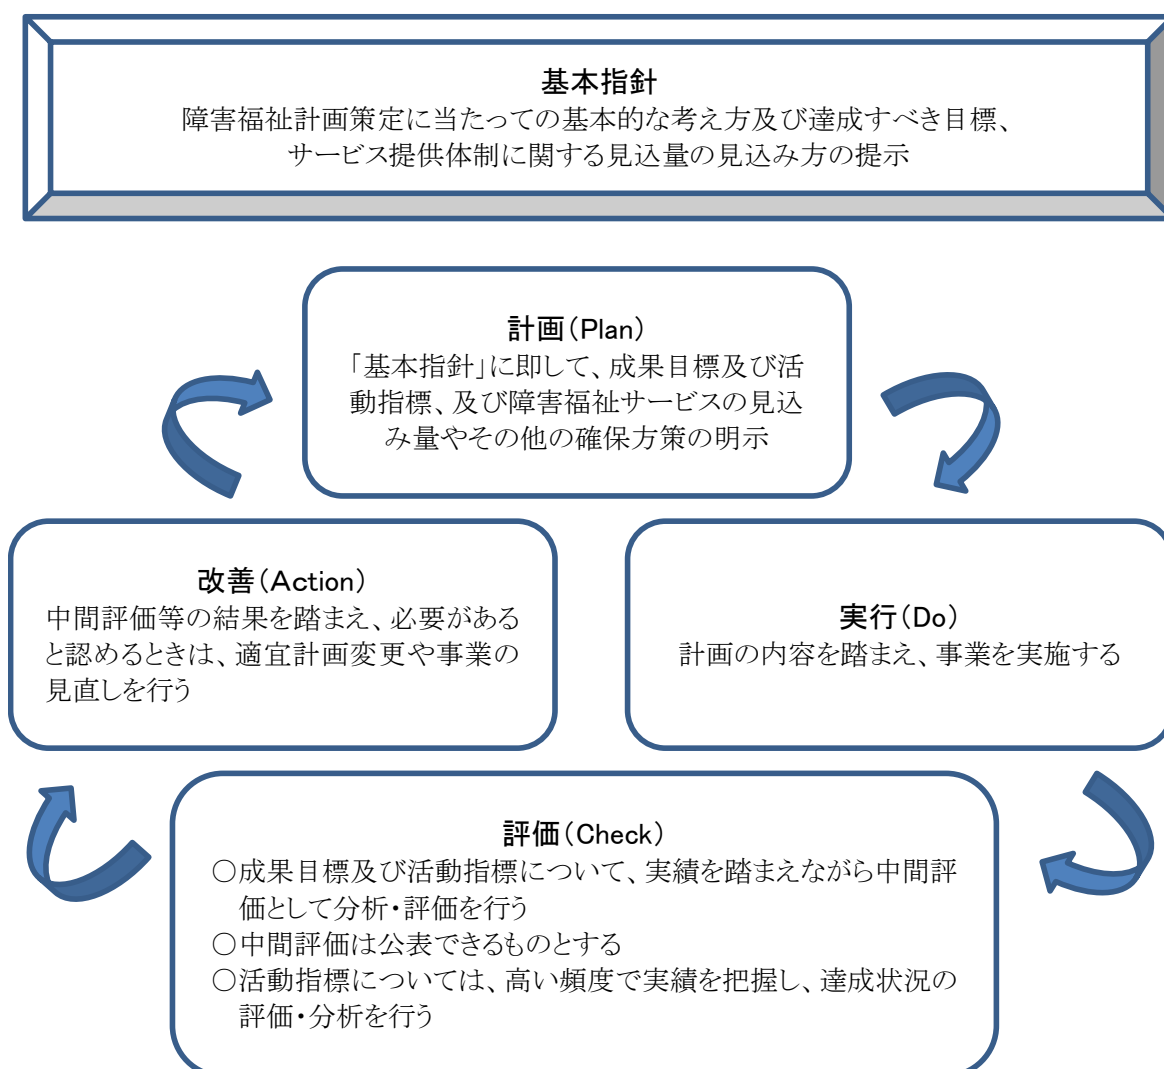 基本指針
障害福祉計画策定に当たっての基本的な考え方及び達成すべき目標、
サービス提供体制に関する見込量の見込み方の提示
計画(Plan)
「基本指針」に即して、成果目標及び活
動指標、及び障害福祉サービスの見込
み量やその他の確保方策の明示
改善(Action)
中間評価等の結果を踏まえ、必要がある
と認めるときは、適宜計画変更や事業の
見直しを行う
実行(Do)
計画の内容を踏まえ、事業を実施する
評価(Check)
○成果目標及び活動指標について、実績を踏まえながら中間評
価として分析・評価を行う
○中間評価は公表できるものとする
○活動指標については、高い頻度で実績を把握し、達成状況の
評価・分析を行う